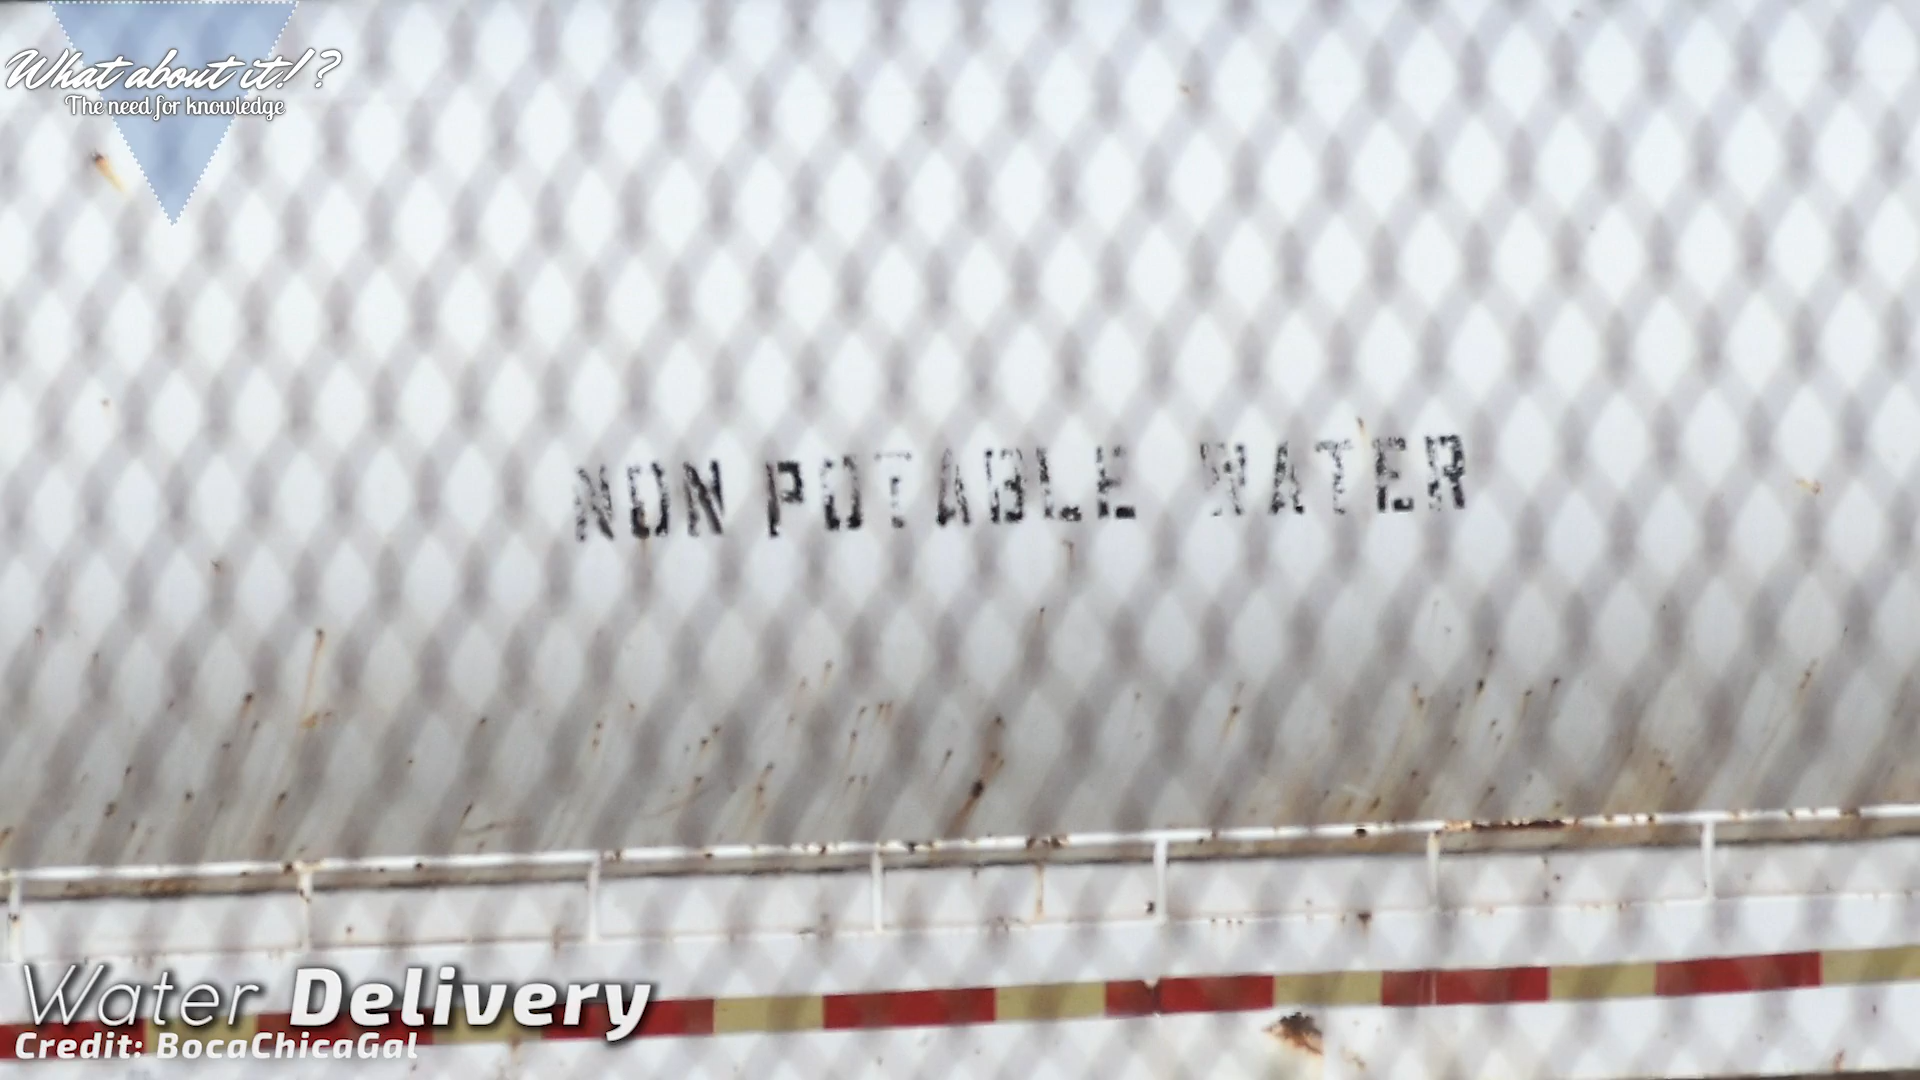 What about it!?
The need for knowledge
NON POTABLE WATER
Water Delivery
Credit: BocaChicaGal